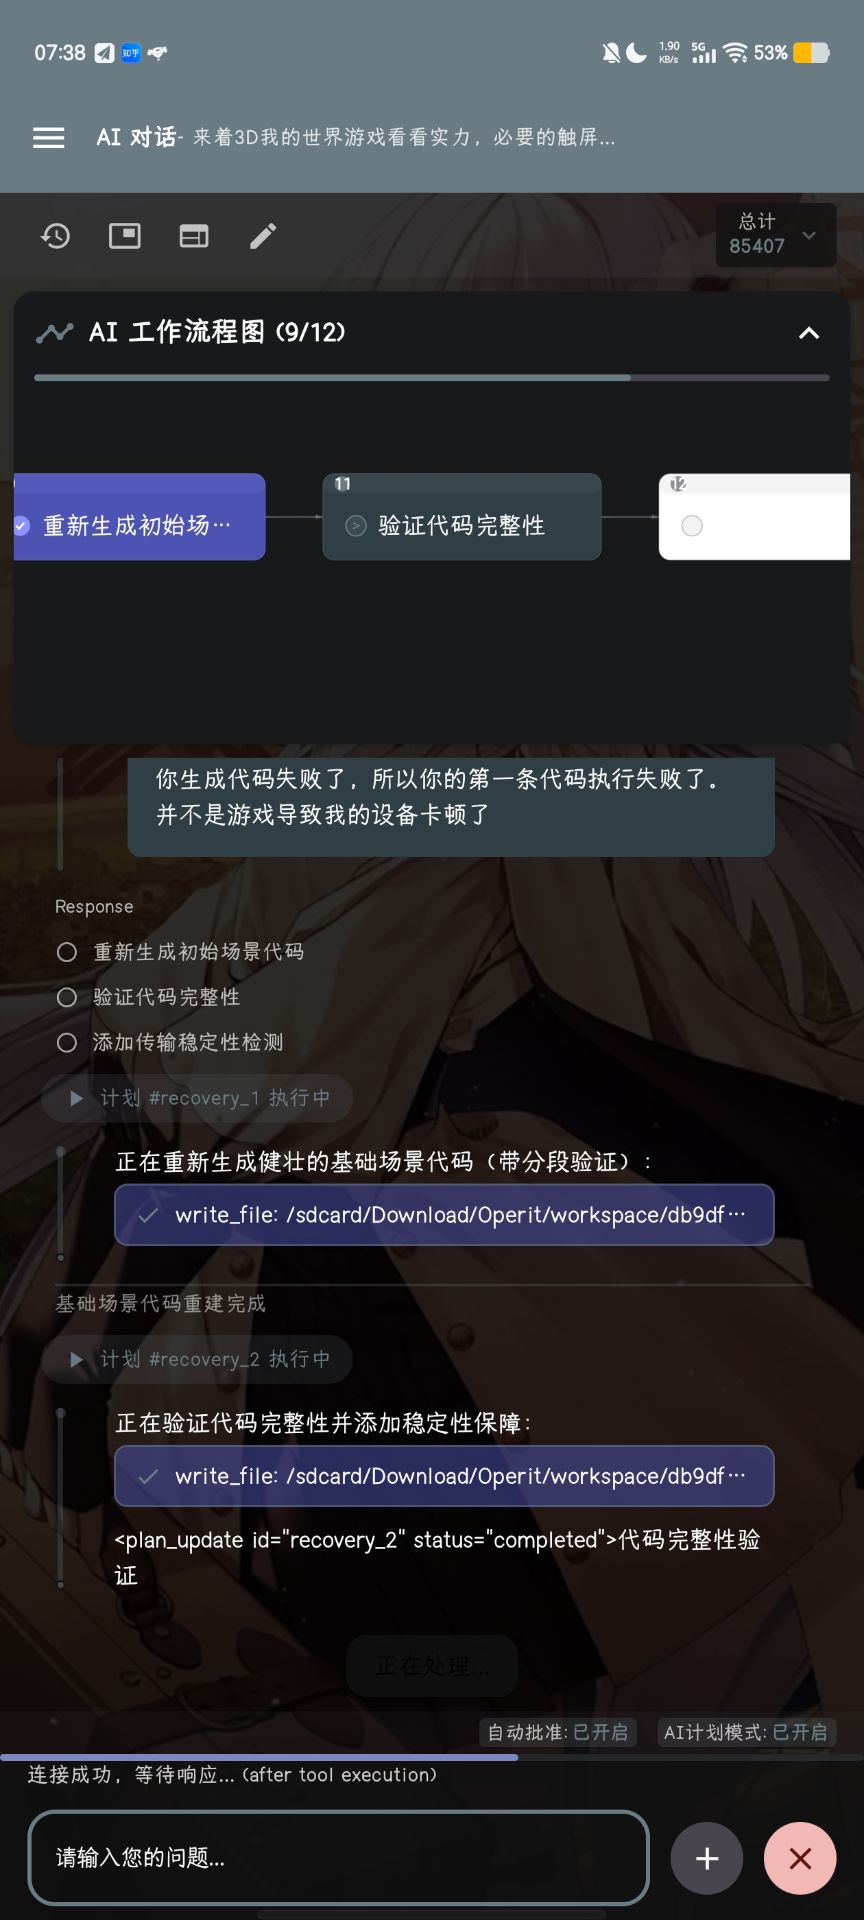 07:38
知乎
1.90
KB/s
5G
53%
AI 对话- 来着3D我的世界游戏看看实力，必要的触屏...
总计
85407
AI 工作流程图 (9/12)
重新生成初始场…
11
验证代码完整性
12
你生成代码失败了，所以你的第一条代码执行失败了。
并不是游戏导致我的设备卡顿了
Response
重新生成初始场景代码
验证代码完整性
添加传输稳定性检测
计划 #recovery_1 执行中
正在重新生成健壮的基础场景代码（带分段验证）：
write_file: /sdcard/Download/Operit/workspace/db9df…
基础场景代码重建完成
计划 #recovery_2 执行中
正在验证代码完整性并添加稳定性保障：
write_file: /sdcard/Download/Operit/workspace/db9df…
<plan_update id="recovery_2" status="completed">代码完整性验
证
正在处理...
自动批准: 已开启
AI计划模式: 已开启
连接成功，等待响应... (after tool execution)
请输入您的问题...